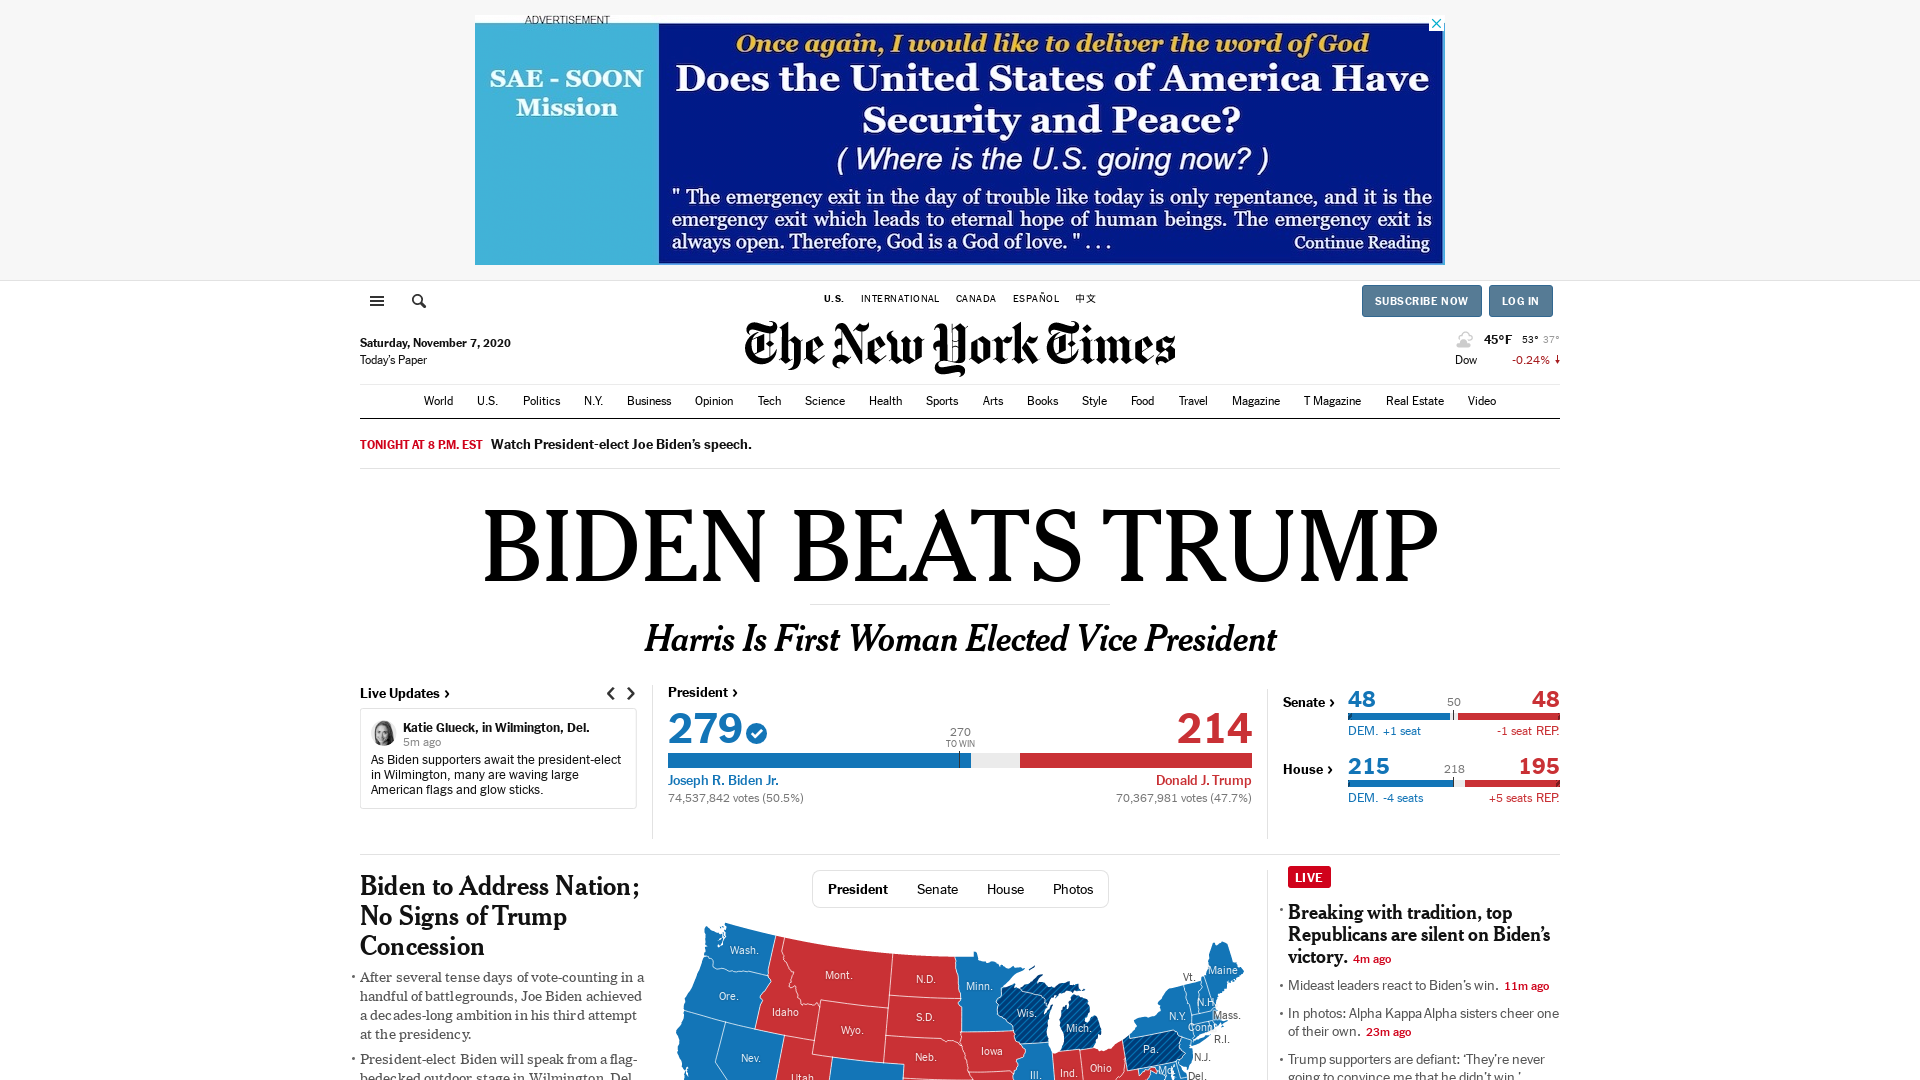 ADVERTISEMENT
SAE - SOON
Mission
Once again, I would like to deliver the word of God
Does the United States of America Have
Security and Peace?
( Where is the U.S. going now? )
" The emergency exit in the day of trouble like today is only repentance, and it is the
emergency exit which leads to eternal hope of human beings. The emergency exit is
always open. Therefore, God is a God of love. " . . .
Continue Reading
U.S. INTERNATIONAL CANADA ESPAÑOL 中文
SUBSCRIBE NOW LOG IN
The New York Times
Saturday, November 7, 2020
Today's Paper
45°F 53° 37°
Dow -0.24%
World U.S. Politics N.Y. Business Opinion Tech Science Health Sports Arts Books Style Food Travel Magazine T Magazine Real Estate Video
TONIGHT AT 8 P.M. EST Watch President-elect Joe Biden's speech.
BIDEN BEATS TRUMP
Harris Is First Woman Elected Vice President
Live Updates
Katie Glueck, in Wilmington, Del.
5m ago
As Biden supporters await the president-elect
in Wilmington, many are waving large
American flags and glow sticks.
President
279 214
270
TO WIN
Joseph R. Biden Jr. Donald J. Trump
74,537,842 votes (50.5%) 70,367,981 votes (47.7%)
Senate 48 50 48
DEM. +1 seat -1 seat REP.
House 215 218 195
DEM. -4 seats +5 seats REP.
Biden to Address Nation;
No Signs of Trump
Concession
• After several tense days of vote-counting in a
handful of battlegrounds, Joe Biden achieved
a decades-long ambition in his third attempt
at the presidency.
• President-elect Biden will speak from a flag-
bedecked outdoor stage in Wilmington, Del.
President Senate House Photos
Wash.
Mont.
N.D.
Minn.
Vt.
Maine
Ore.
Idaho
S.D.
Wis.
N.H.
N.Y.
Mass.
Wyo.
Mich.
Conn.
R.I.
Nev.
Neb.
Iowa
Pa.
N.J.
Utah
Ill.
Ind.
Ohio
Md.
Del.
LIVE
• Breaking with tradition, top
Republicans are silent on Biden's
victory. 4m ago
• Mideast leaders react to Biden's win. 11m ago
• In photos: Alpha Kappa Alpha sisters cheer one
of their own. 23m ago
• Trump supporters are defiant: 'They're never
going to convince me that he didn't win.'